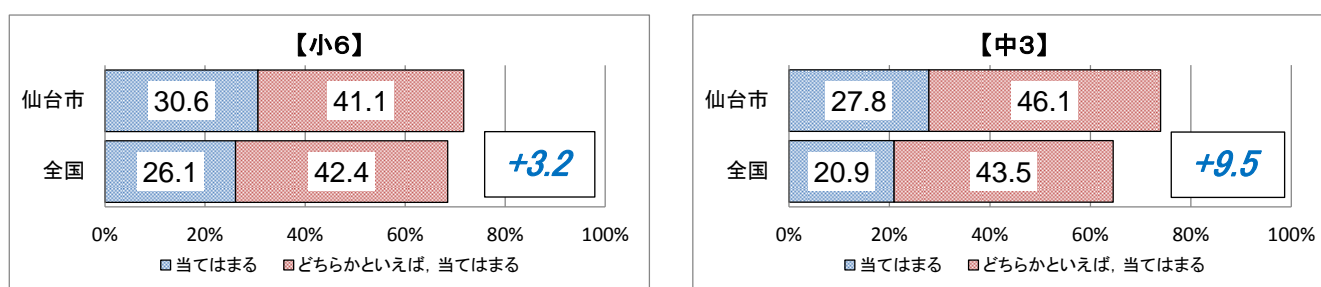 【小6】
仙台市 30.6 41.1
全国 26.1 42.4 +3.2
0% 20% 40% 60% 80% 100%
当てはまる どちらかといえば，当てはまる
【中3】
仙台市 27.8 46.1
全国 20.9 43.5 +9.5
0% 20% 40% 60% 80% 100%
当てはまる どちらかといえば，当てはまる